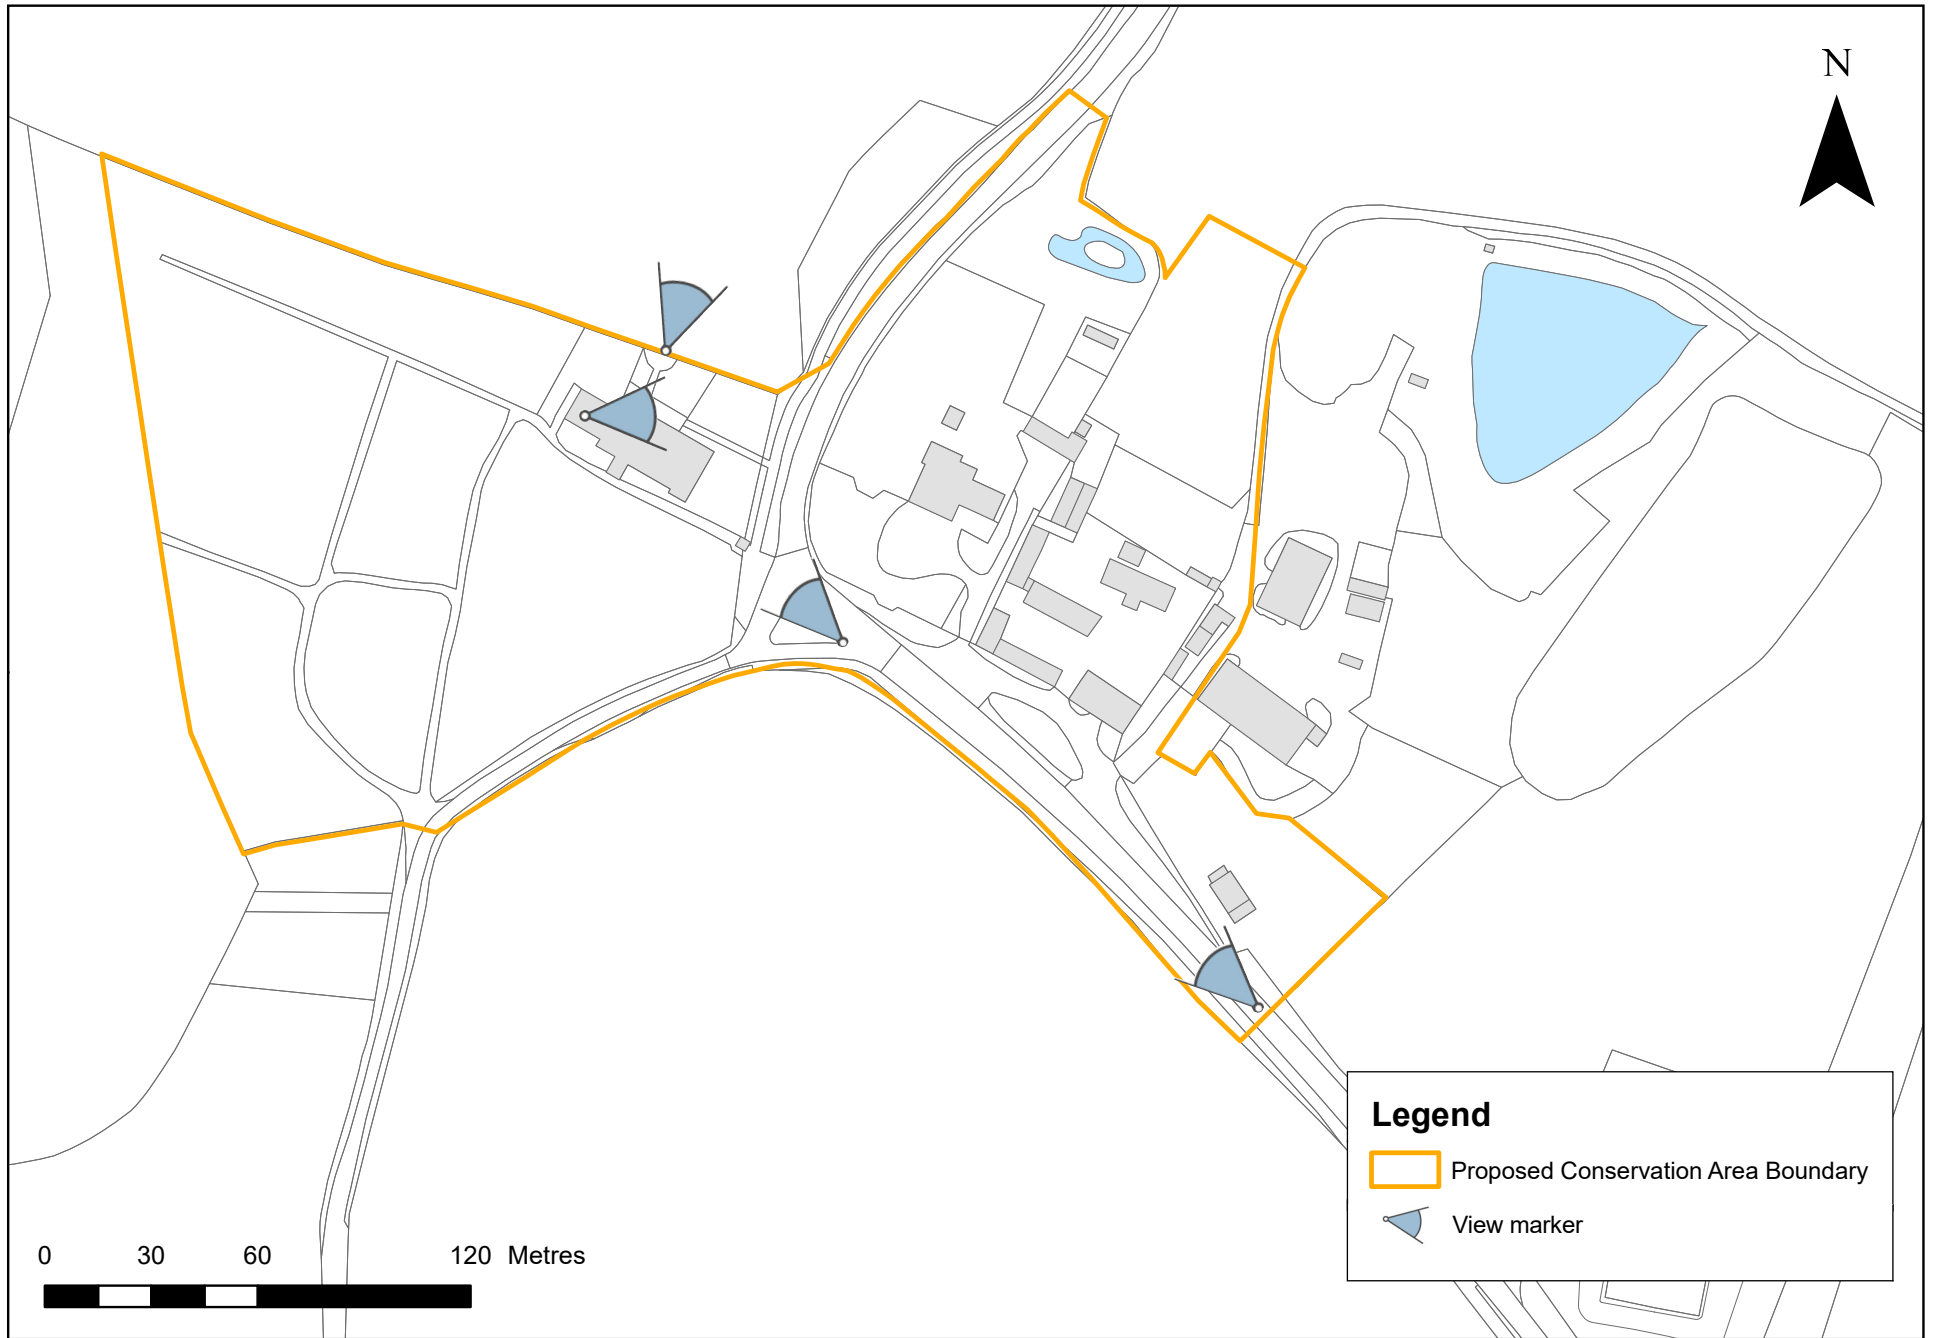 N
Legend
Proposed Conservation Area Boundary
View marker
0 30 60 120 Metres